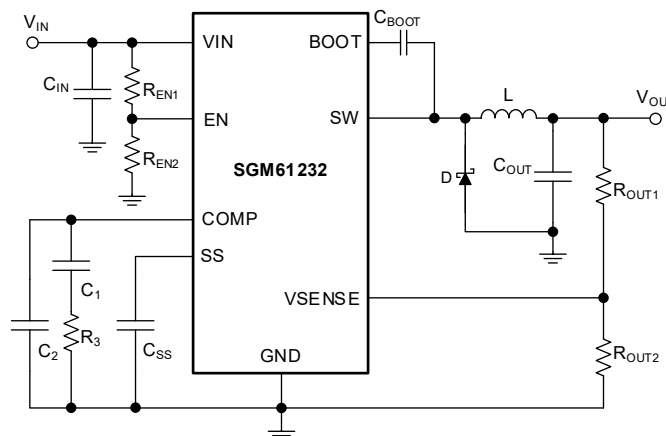 VIN
CBOOT
VIN
BOOT
CIN
REN1
L
VOU
EN
SW
REN2
SGM61232
D
COUT
ROUT1
COMP
SS
C1
VSENSE
C2
R3
CSS
GND
ROUT2